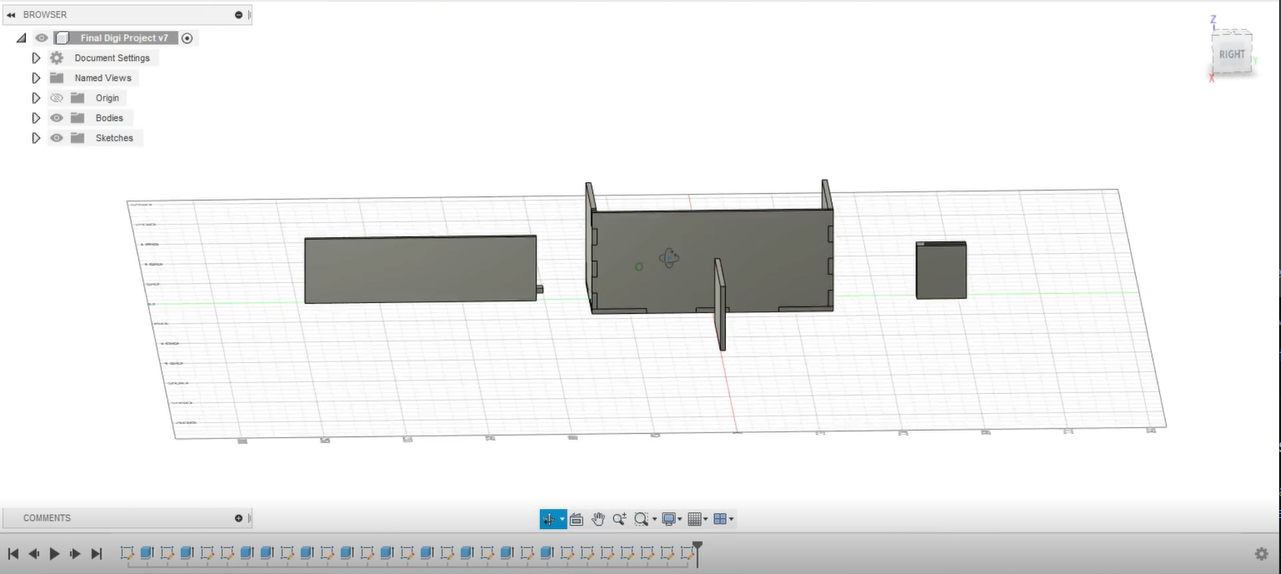 BROWSER
Final Digi Project v7
Document Settings
Named Views
Origin
Bodies
Sketches
Z
RIGHT
Y
X
COMMENTS